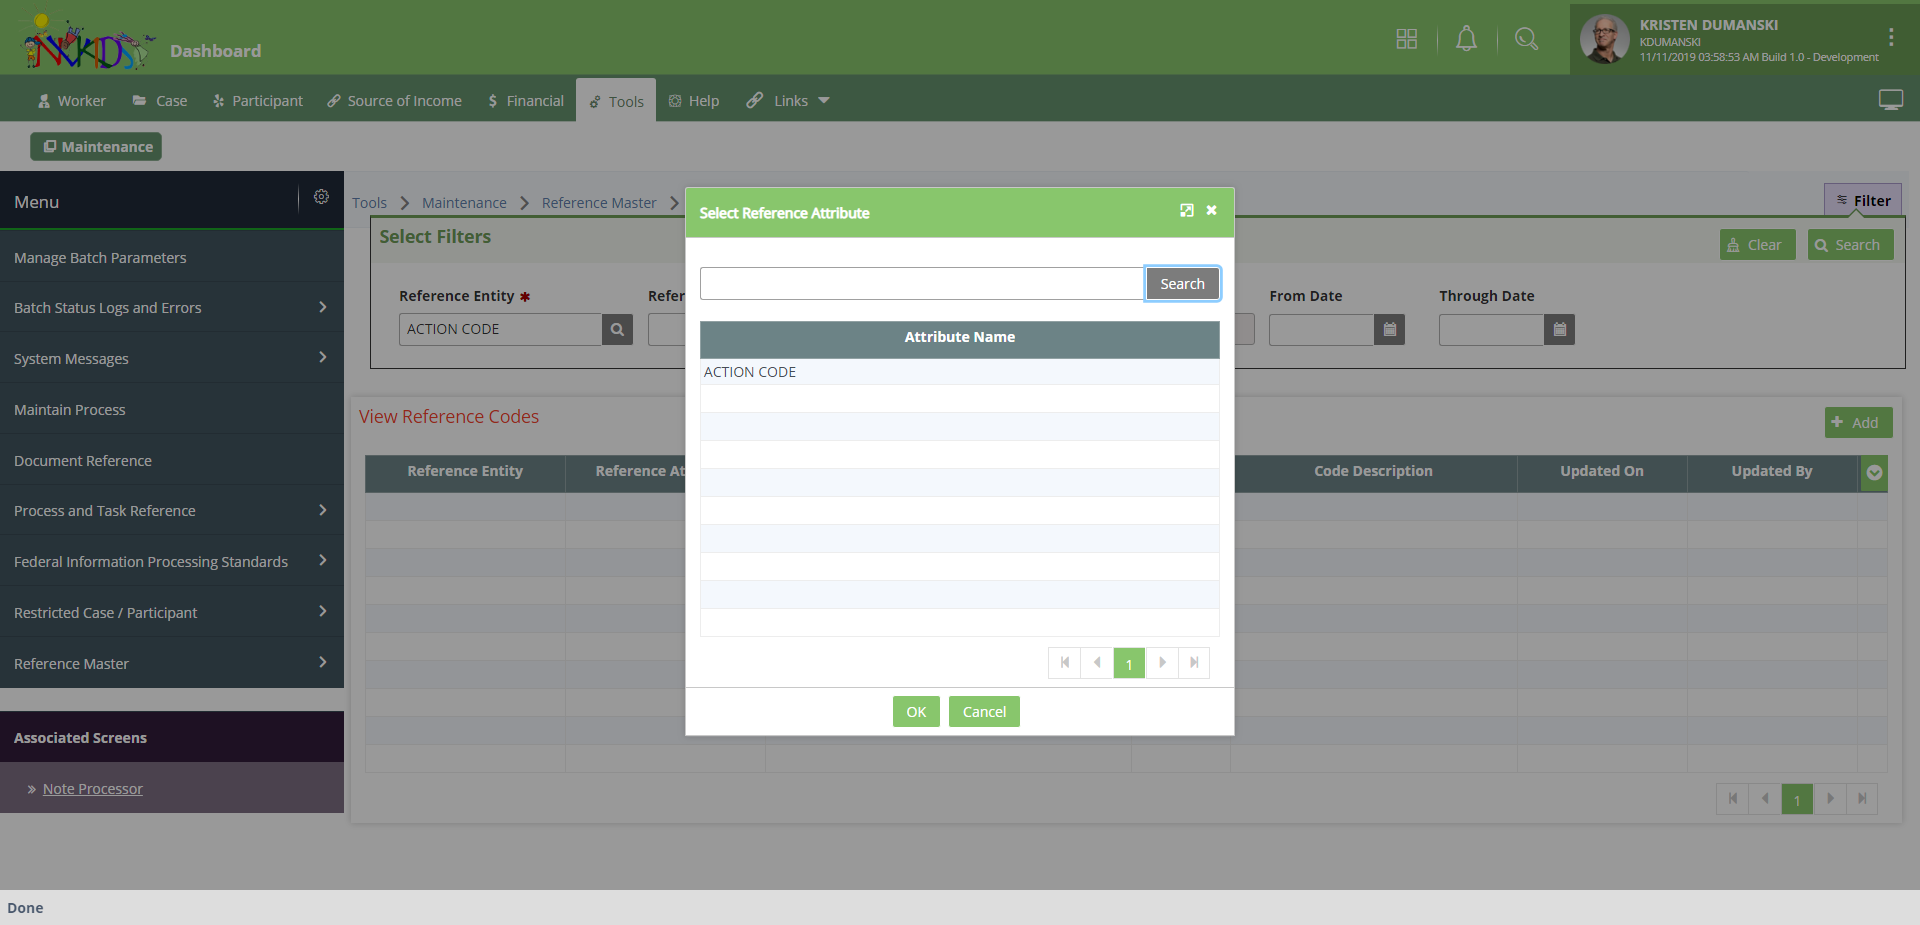 NVKIDS
Dashboard
KRISTEN DUMANSKI
KDUMANSKI
11/11/2019 03:58:53 AM Build 1.0 - Development
Worker
Case
Participant
Source of Income
$ Financial
Tools
Help
Links
Maintenance
Menu
Tools > Maintenance > Reference Master >
Filter
Manage Batch Parameters
Batch Status Logs and Errors
System Messages
Maintain Process
Document Reference
Process and Task Reference
Federal Information Processing Standards
Restricted Case / Participant
Reference Master
Associated Screens
» Note Processor
Select Filters
Clear
Search
Reference Entity *
Refer
From Date
Through Date
ACTION CODE
View Reference Codes
+ Add
Reference Entity
Reference At
Code Description
Updated On
Updated By
1
Select Reference Attribute
Search
Attribute Name
ACTION CODE
1
OK
Cancel
Done